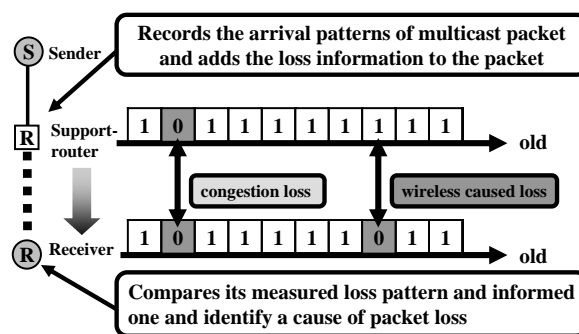 Records the arrival patterns of multicast packet
and adds the loss information to the packet
S Sender
R Support-
router
1 0 1 1 1 1 1 1 1 1
old
congestion loss
wireless caused loss
R Receiver
1 0 1 1 1 1 1 0 1 1
old
Compares its measured loss pattern and informed
one and identify a cause of packet loss